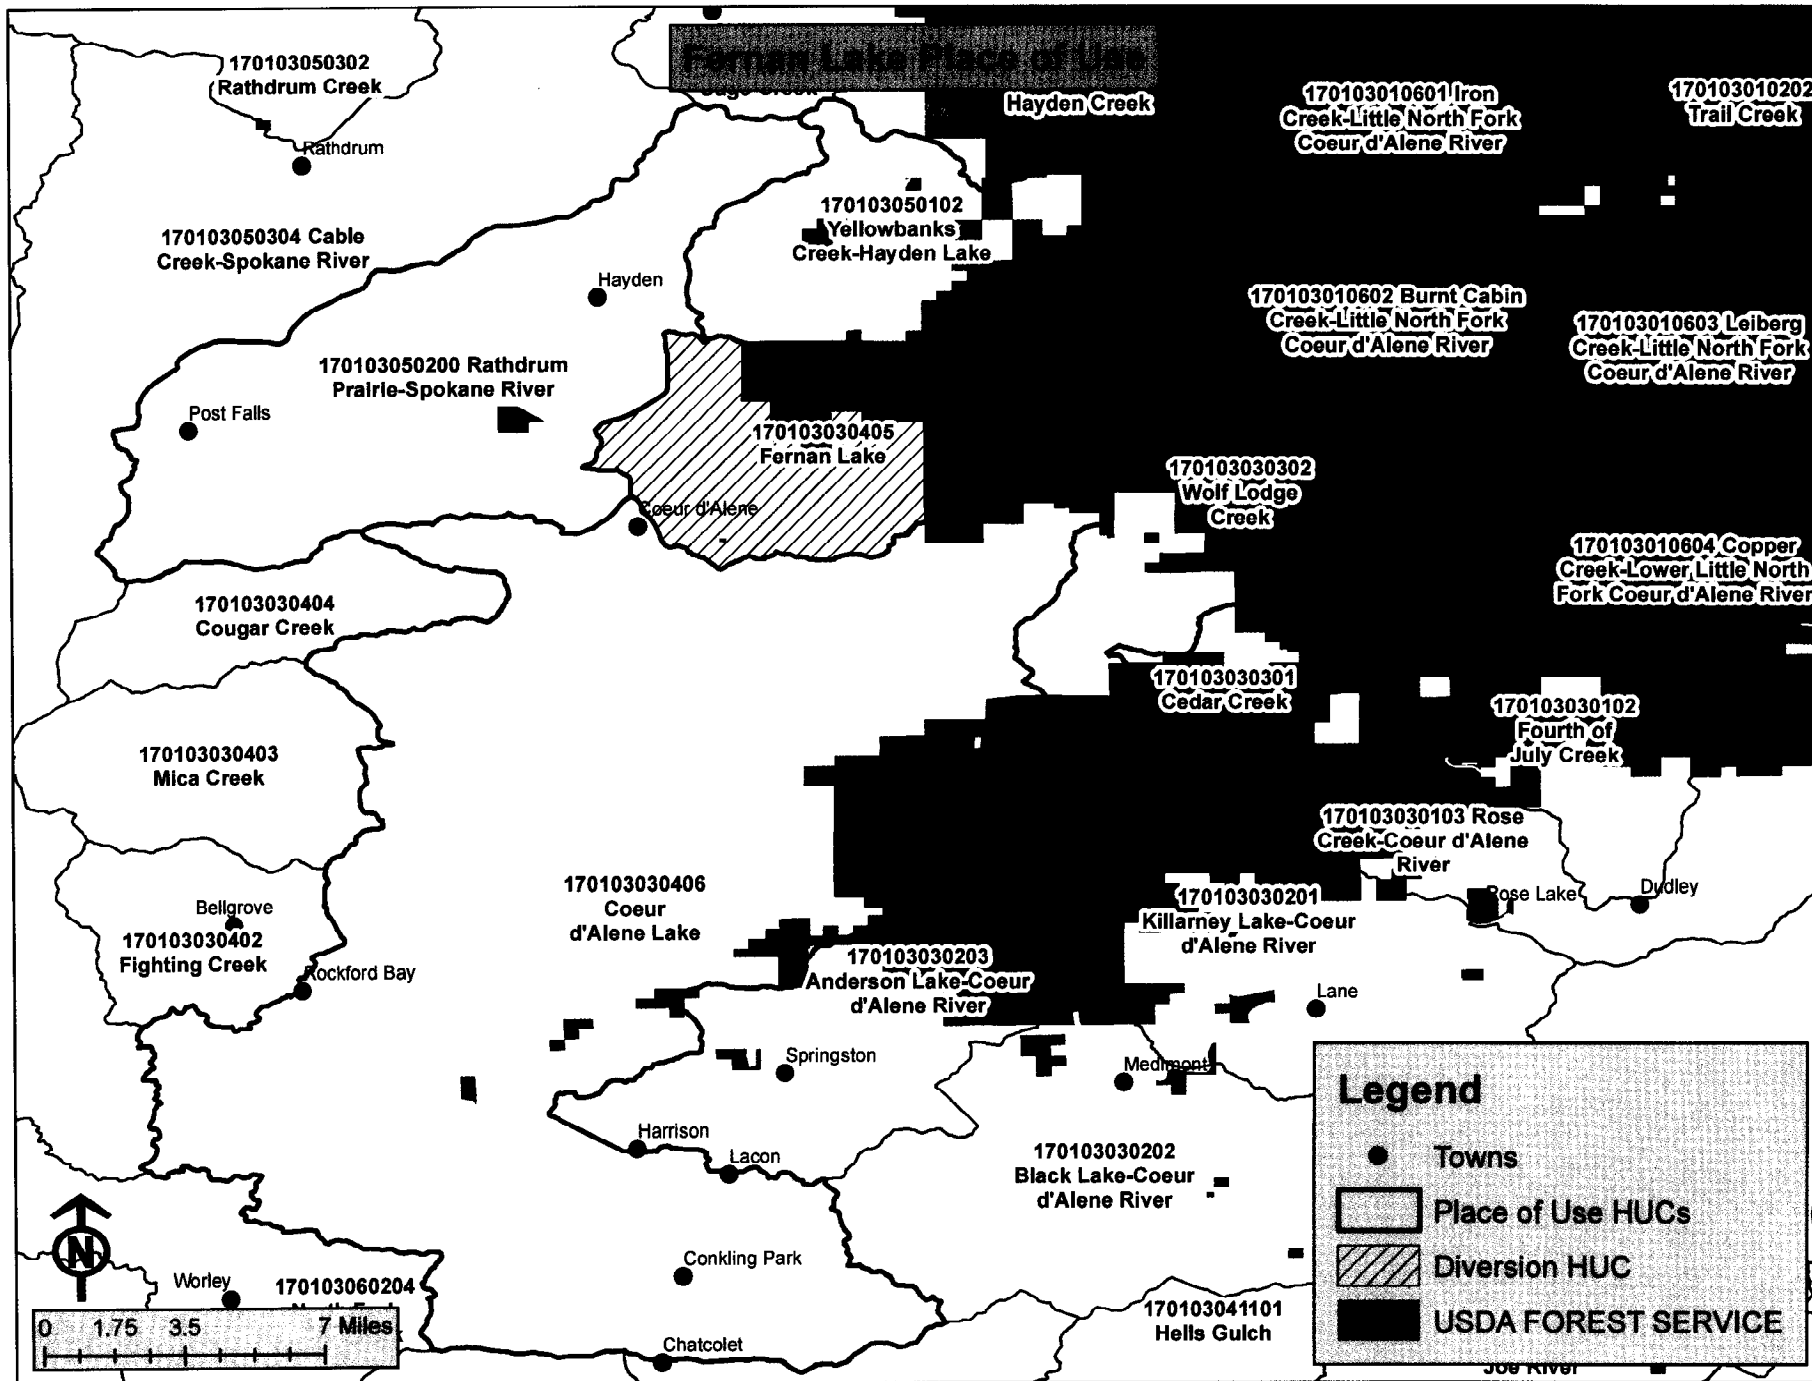 Fernan Lake Place of Use
170103050302
Rathdrum Creek
Hayden Creek
170103010601 Iron
Creek-Little North Fork
Coeur d'Alene River
170103010202
Trail Creek
Rathdrum
170103050102
Yellowbanks
Creek-Hayden Lake
170103050304 Cable
Creek-Spokane River
Hayden
170103010602 Burnt Cabin
Creek-Little North Fork
Coeur d'Alene River
170103010603 Leiberg
Creek-Little North Fork
Coeur d'Alene River
170103050200 Rathdrum
Prairie-Spokane River
Post Falls
170103030405
Fernan Lake
170103030302
Wolf Lodge
Creek
Coeur d'Alene
170103010604 Copper
Creek-Lower Little North
Fork Coeur d'Alene River
170103030404
Cougar Creek
170103030301
Cedar Creek
170103030102
Fourth of
July Creek
170103030403
Mica Creek
170103030103 Rose
Creek-Coeur d'Alene
River
170103030406
Coeur
d'Alene Lake
170103030201
Killarney Lake-Coeur
d'Alene River
Rose Lake
Dudley
Bellgrove
170103030402
Fighting Creek
Rockford Bay
170103030203
Anderson Lake-Coeur
d'Alene River
Lane
Springston
Medimont
Harrison
Lacon
170103030202
Black Lake-Coeur
d'Alene River
Conkling Park
Worley
170103060204
170103041101
Hells Gulch
Chatcolet
Joe River
N
0 1.75 3.5 7 Miles
Legend
Towns
Place of Use HUCs
Diversion HUC
USDA FOREST SERVICE